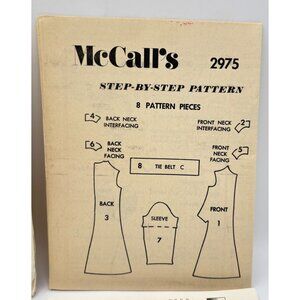 McCall's 2975
STEP-BY-STEP PATTERN
8 PATTERN PIECES
4 BACK NECK
INTERFACING
FRONT NECK 2
INTERFACING
6 BACK
NECK
FACING
FRONT
NECK 5
FACING
8 TIE BELT C
BACK
3
SLEEVE
7
FRONT
1